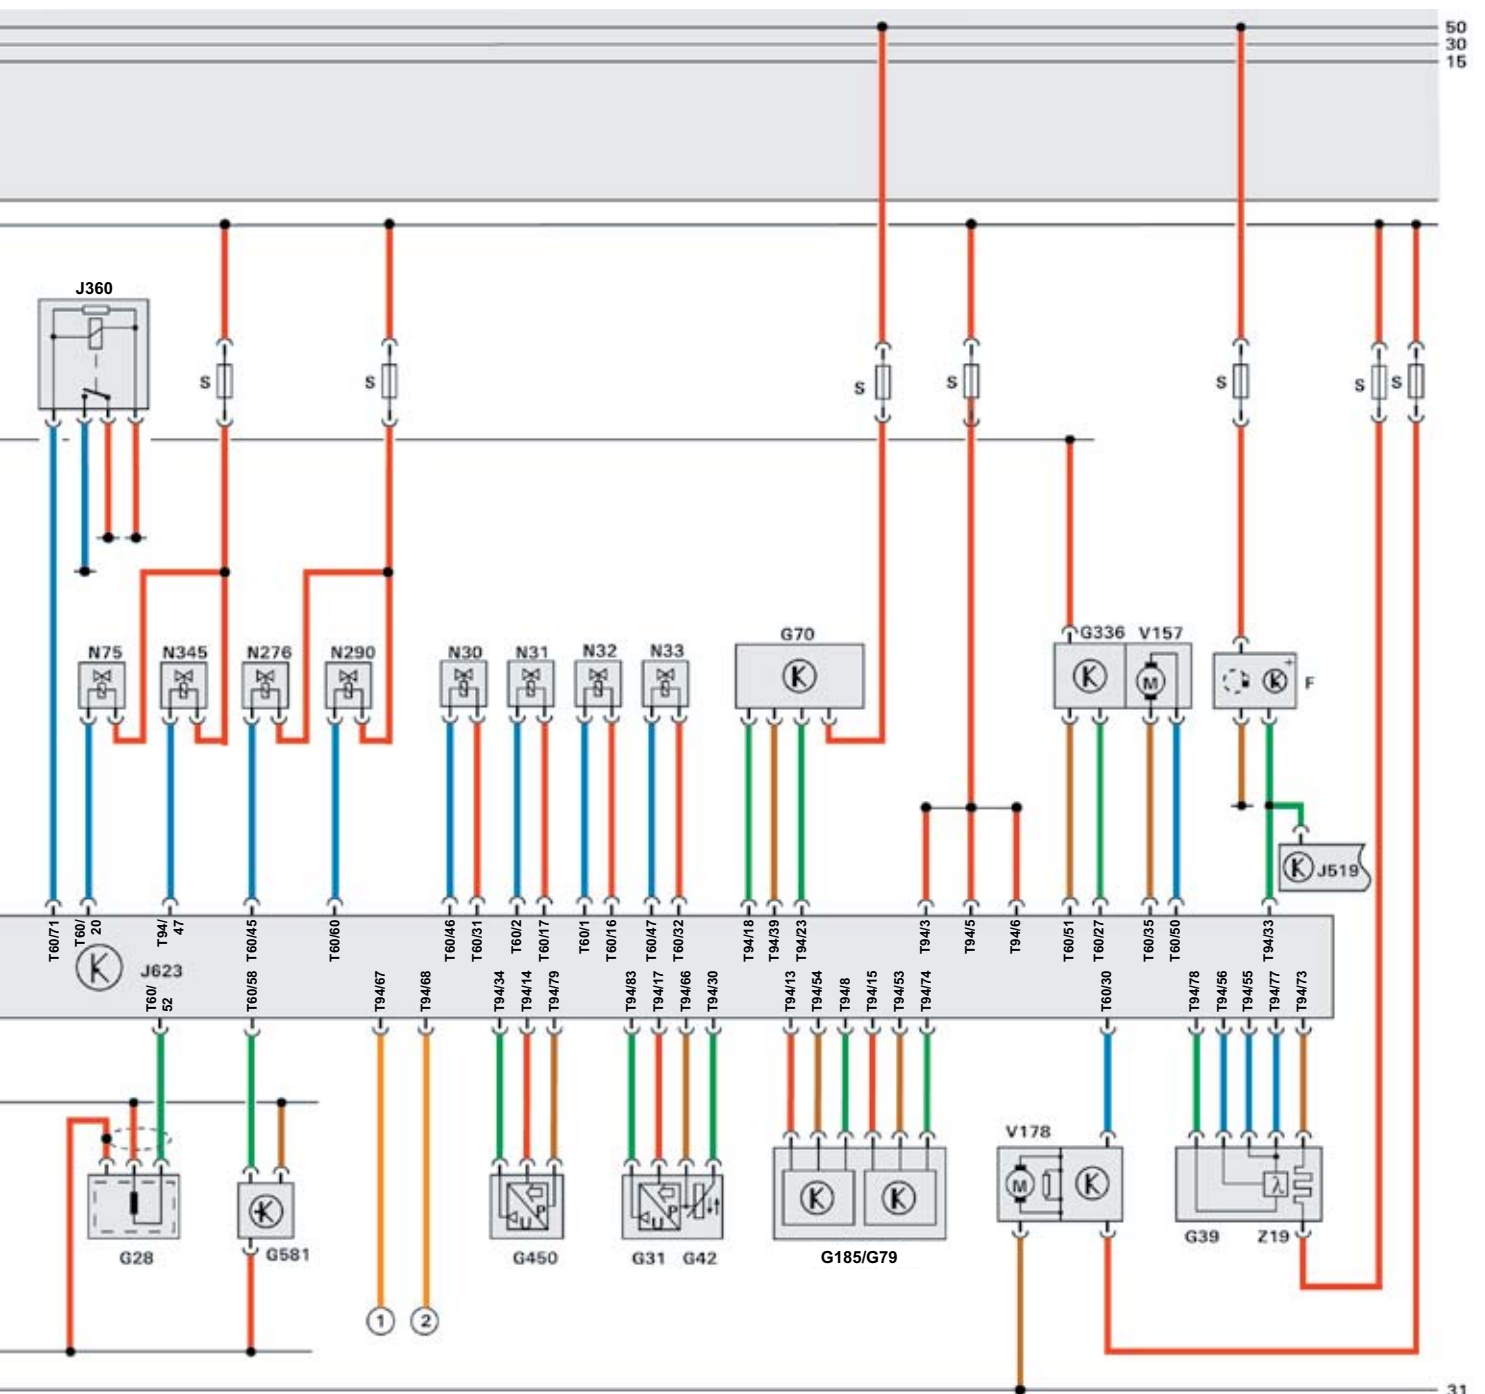 50
30
15
J360
S
S
S
S
S
S
S
N75
N345
N276
N290
N30
N31
N32
N33
G70
K
G336
V157
K
M
K
+
F
K
J519
T60/71
T60/
20
T94/
47
T60/45
T60/60
T60/46
T60/31
T60/2
T60/17
T60/1
T60/16
T60/47
T60/32
T94/18
T94/39
T94/23
T94/3
T94/5
T94/6
T60/51
T60/27
T60/35
T60/50
T94/33
K
J623
T60/
52
T60/58
T94/67
T94/68
T94/34
T94/14
T94/79
T94/83
T94/17
T94/66
T94/30
T94/13
T94/54
T94/8
T94/15
T94/53
T94/74
T60/30
T94/78
T94/56
T94/55
T94/77
T94/73
V178
M
K
λ
K
P
U
P
U
K
K
G28
G581
G450
G31
G42
G185/G79
G39
Z19
1
2
31